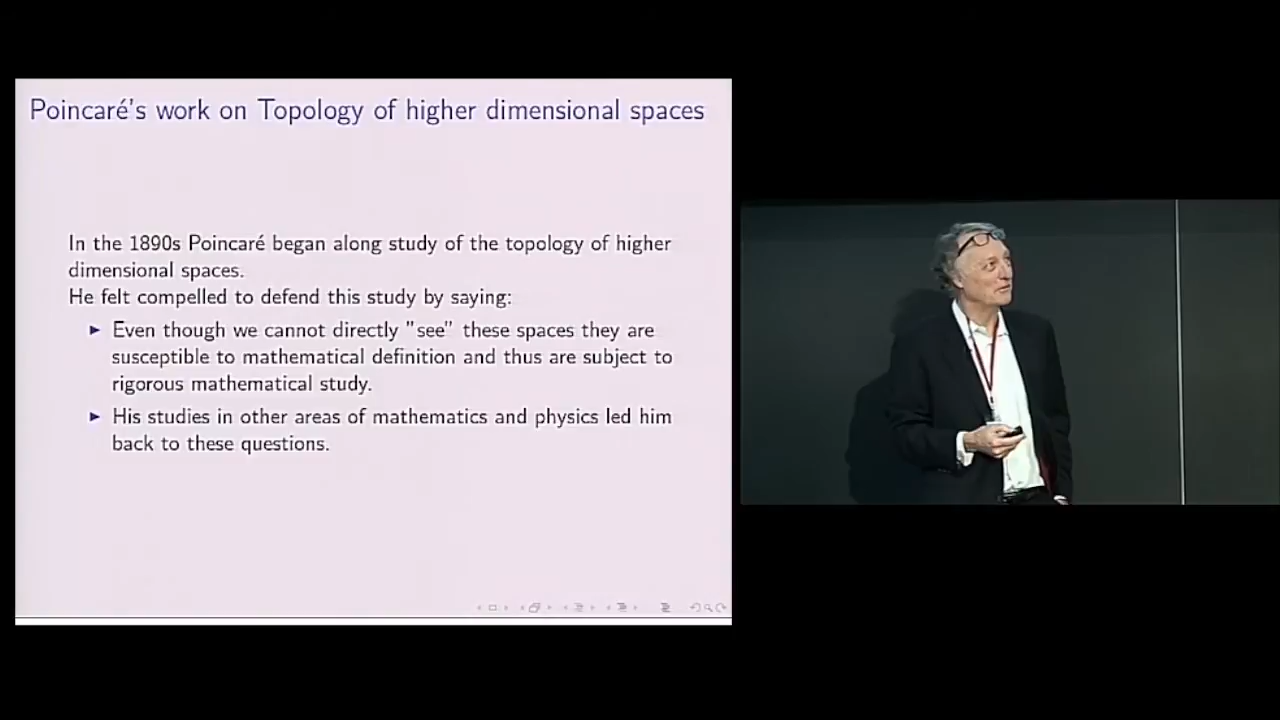 Poincaré's work on Topology of higher dimensional spaces
In the 1890s Poincaré began along study of the topology of higher
dimensional spaces.
He felt compelled to defend this study by saying:
Even though we cannot directly "see" these spaces they are
susceptible to mathematical definition and thus are subject to
rigorous mathematical study.
His studies in other areas of mathematics and physics led him
back to these questions.